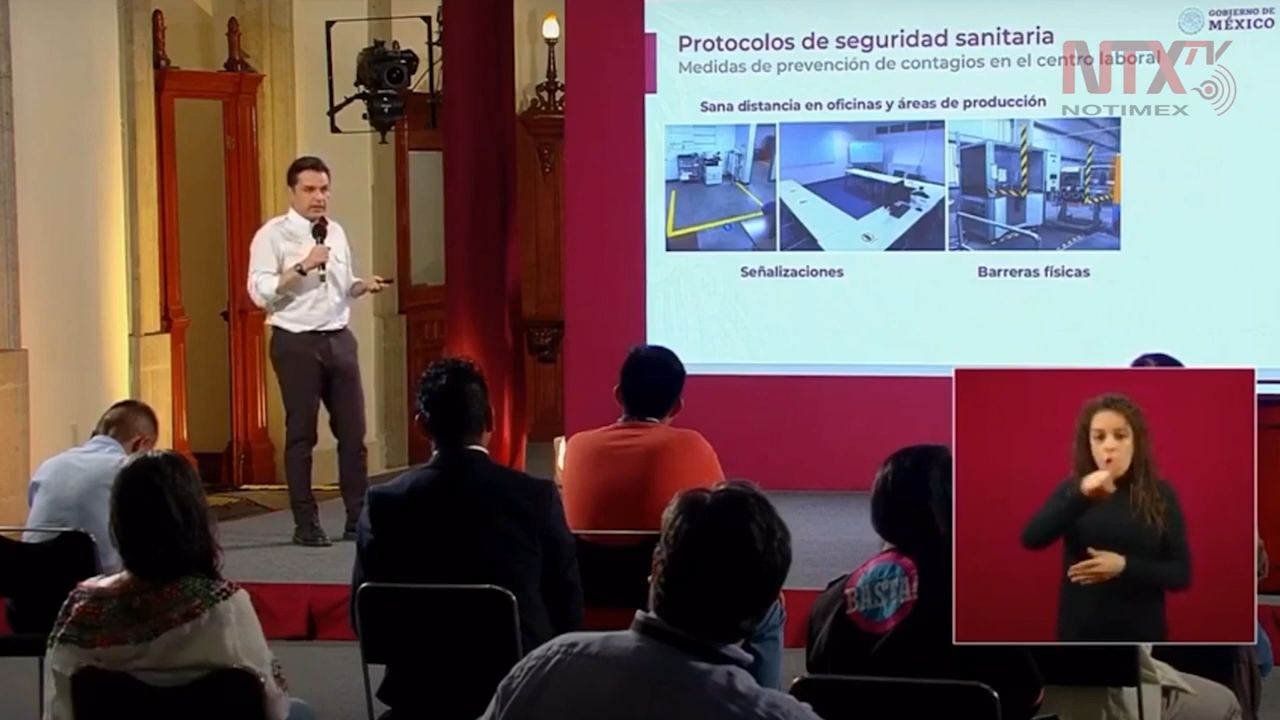 GOBIERNO DE
MÉXICO
Protocolos de seguridad sanitaria
Medidas de prevención de contagios en el centro laboral
NTX
NOTIMEX
Sana distancia en oficinas y áreas de producción
Señalizaciones
Barreras físicas
BASTA!